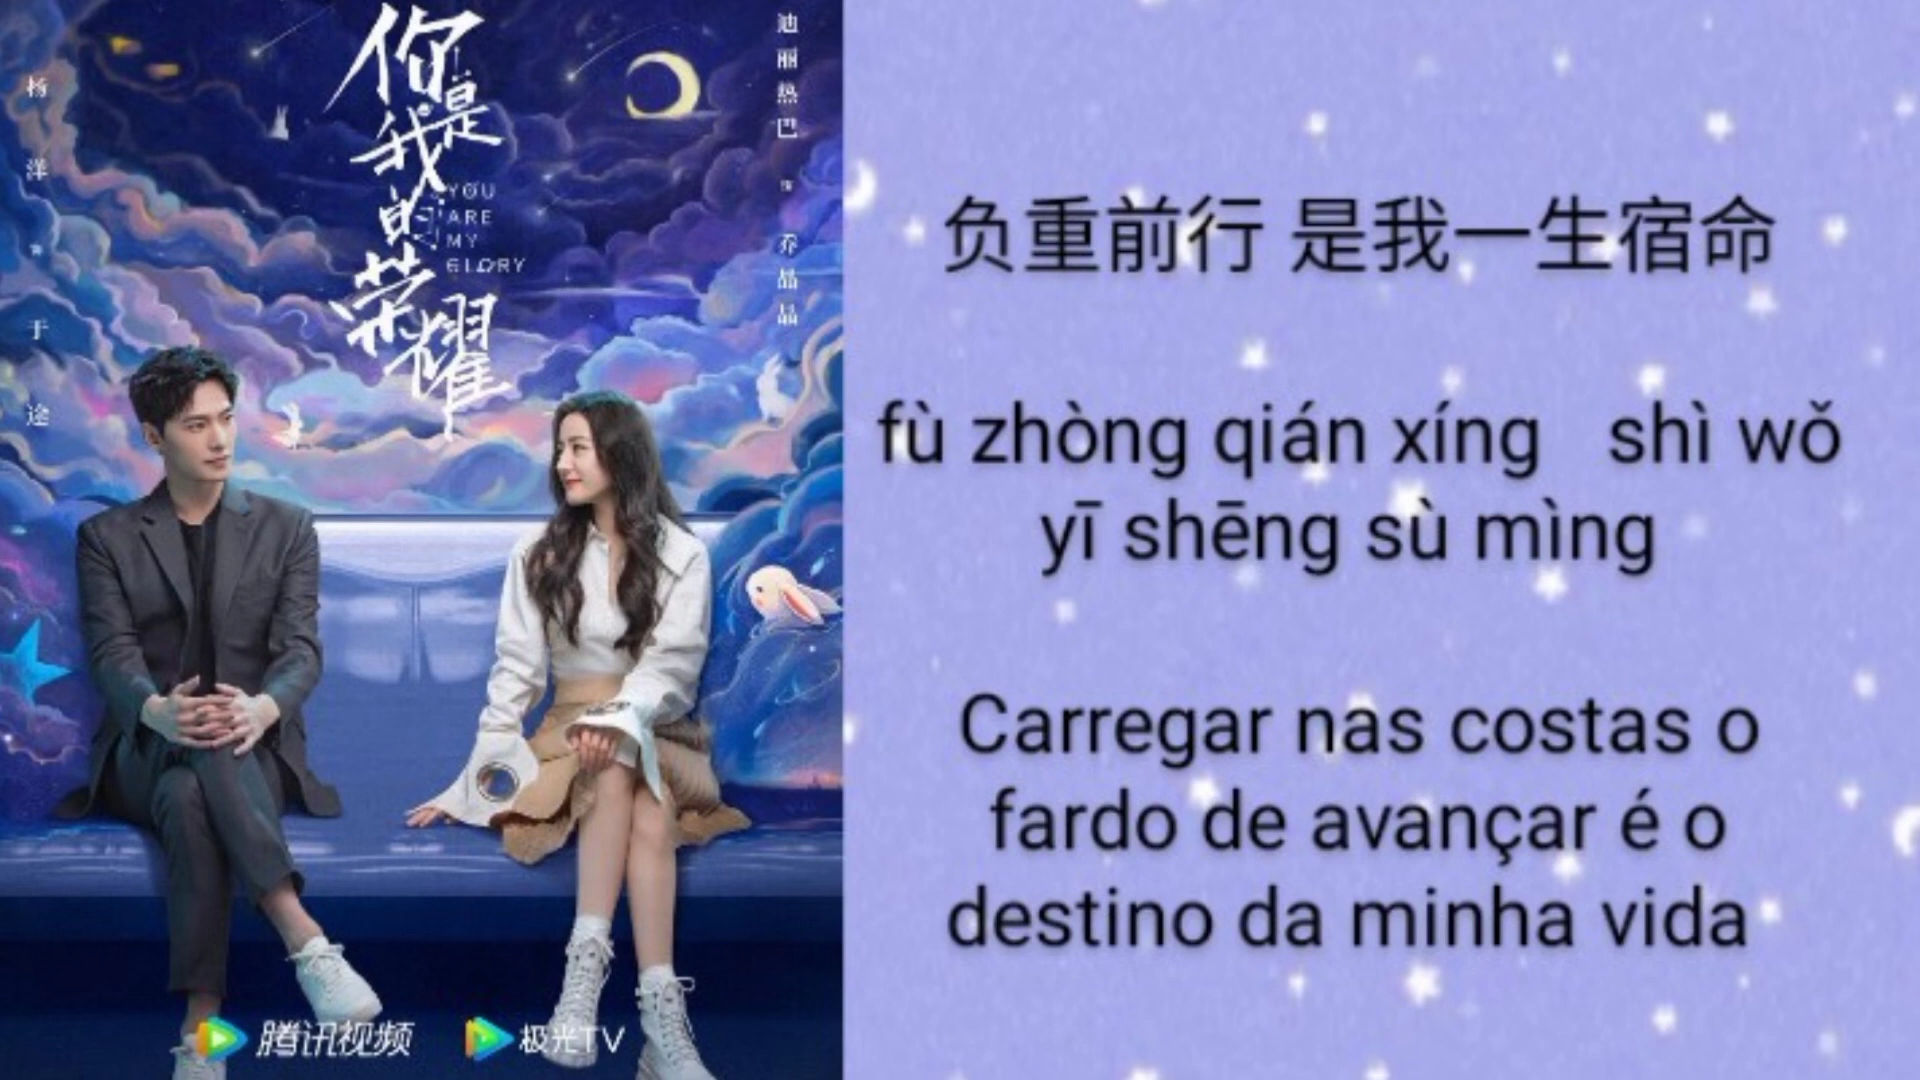 你是我的荣耀
YOU
ARE
MY
GLORY
杨洋
饰
于途
迪丽热巴
饰
乔晶晶
腾讯视频
极光TV
负重前行 是我一生宿命
fù zhòng qián xíng shì wǒ
yī shēng sù mìng
Carregar nas costas o
fardo de avançar é o
destino da minha vida